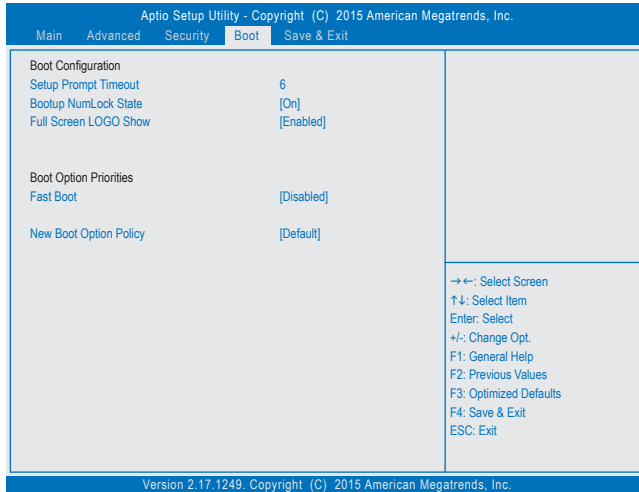 Aptio Setup Utility - Copyright (C) 2015 American Megatrends, Inc.
Main Advanced Security Boot Save & Exit
Boot Configuration
Setup Prompt Timeout 6
Bootup NumLock State [On]
Full Screen LOGO Show [Enabled]
Boot Option Priorities
Fast Boot [Disabled]
New Boot Option Policy [Default]
→←: Select Screen
↑↓: Select Item
Enter: Select
+/-: Change Opt.
F1: General Help
F2: Previous Values
F3: Optimized Defaults
F4: Save & Exit
ESC: Exit
Version 2.17.1249. Copyright (C) 2015 American Megatrends, Inc.